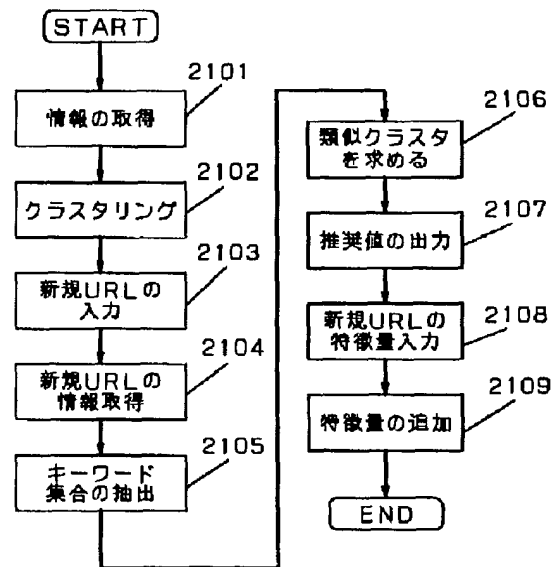 START
2101
情報の取得
2102
クラスタリング
2103
新規URLの
入力
2104
新規URLの
情報取得
2105
キーワード
集合の抽出
2106
類似クラスタ
を求める
2107
推奨値の出力
2108
新規URLの
特徴量入力
2109
特徴量の追加
END